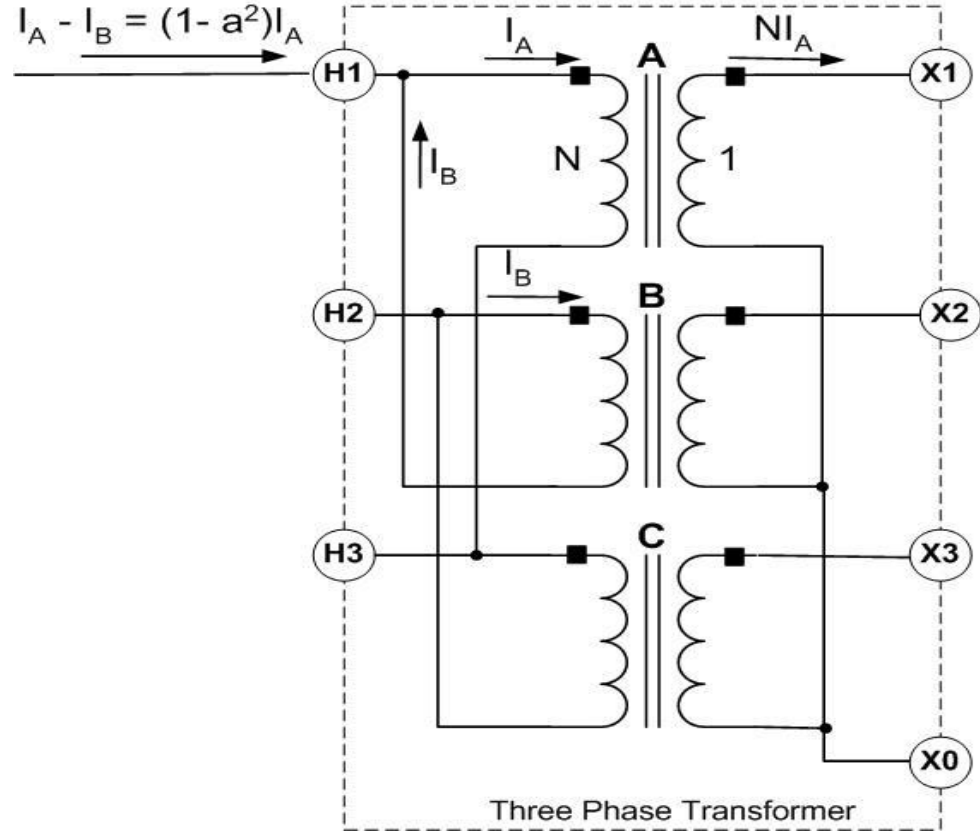 I_A - I_B = (1- a²)I_A
I_A
A
NI_A
H1
X1
N
1
I_B
I_B
B
H2
X2
C
H3
X3
X0
Three Phase Transformer